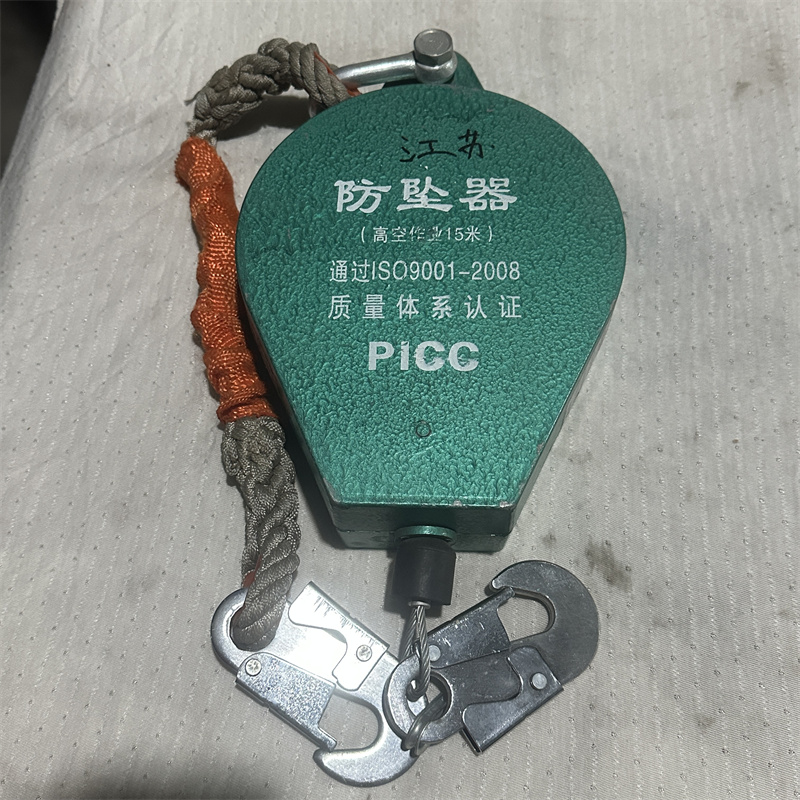 江苏
防坠器
（高空作业15米）
通过ISO9001-2008
质量体系认证
PICC